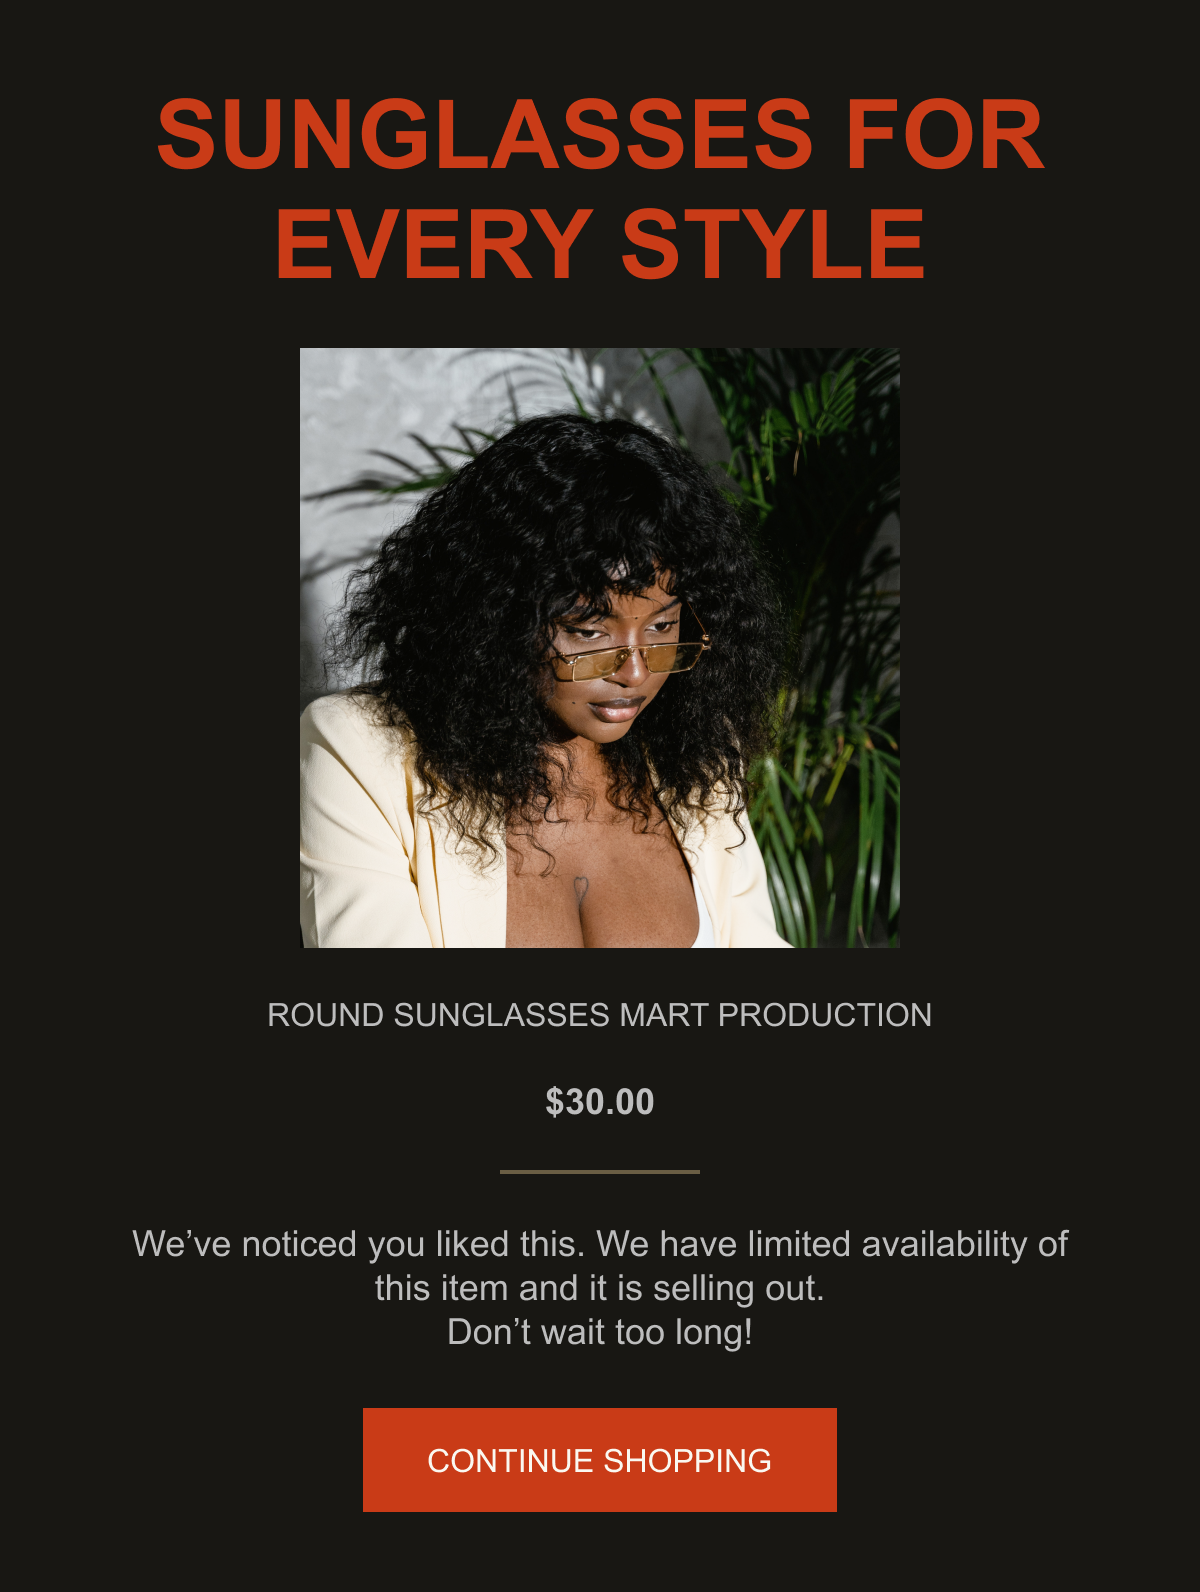 SUNGLASSES FOR
EVERY STYLE
ROUND SUNGLASSES MART PRODUCTION
$30.00
We’ve noticed you liked this. We have limited availability of
this item and it is selling out.
Don’t wait too long!
CONTINUE SHOPPING